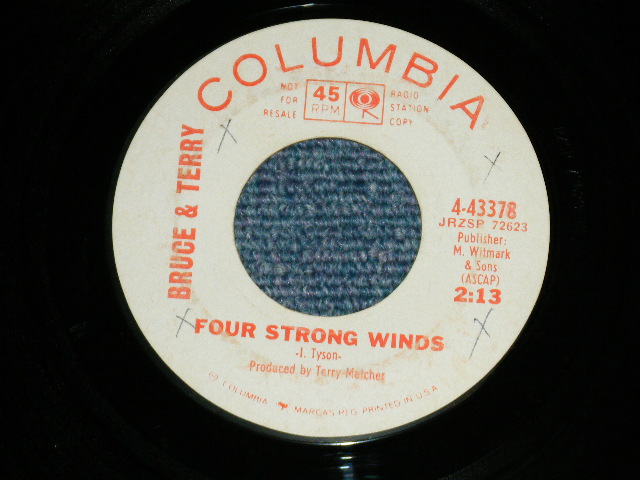 COLUMBIA
NOT
FOR
RESALE
45
RPM
RADIO
STATION
COPY
BRUCE & TERRY
4-43378
JRZSP 72623
Publisher:
M. Witmark
& Sons
(ASCAP)
2:13
FOUR STRONG WINDS
-I. Tyson-
Produced by Terry Melcher
COLUMBIA MARCAS REG. PRINTED IN U.S.A.